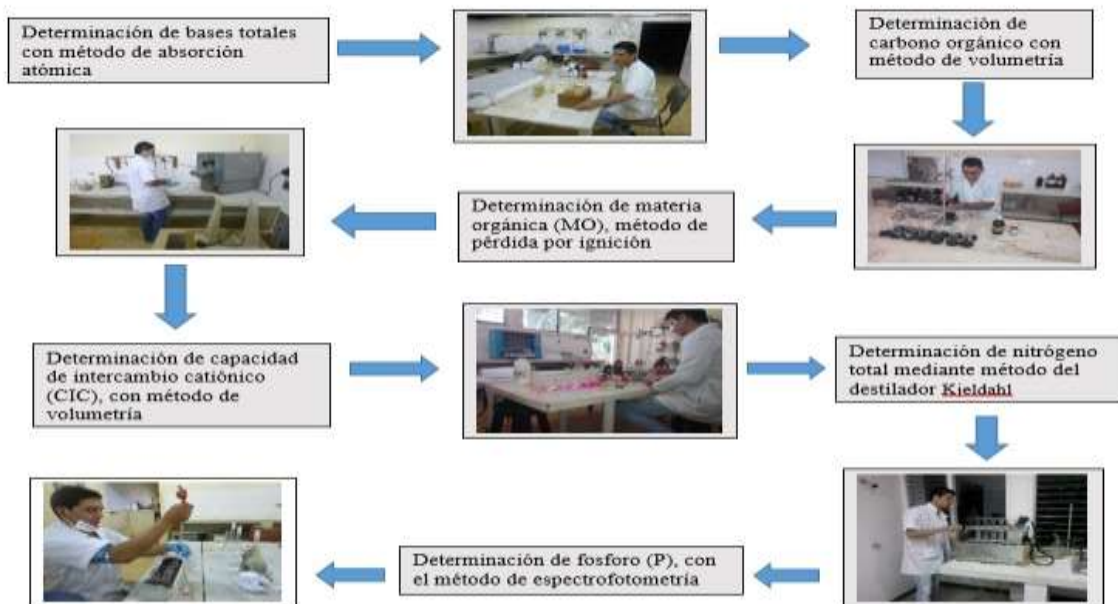 Determinación de bases totales
con método de absorción
atómica
Determinación de
carbono orgánico con
método de volumetría
Determinación de materia
orgánica (MO), método de
pérdida por ignición
Determinación de capacidad
de intercambio catiónico
(CIC), con método de
volumetría
Determinación de nitrógeno
total mediante método del
destilador Kieldahl
Determinación de fosforo (P), con
el método de espectrofotometría